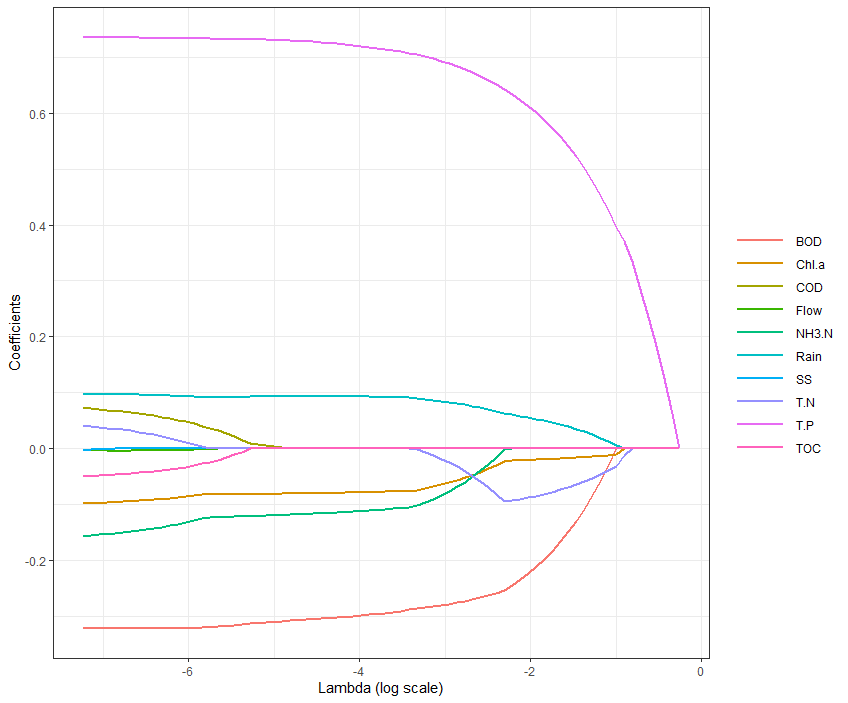 0.6
0.4
0.2
0.0
-0.2
Coefficients
-6
-4
-2
0
Lambda (log scale)
BOD
Chl.a
COD
Flow
NH3.N
Rain
SS
T.N
T.P
TOC